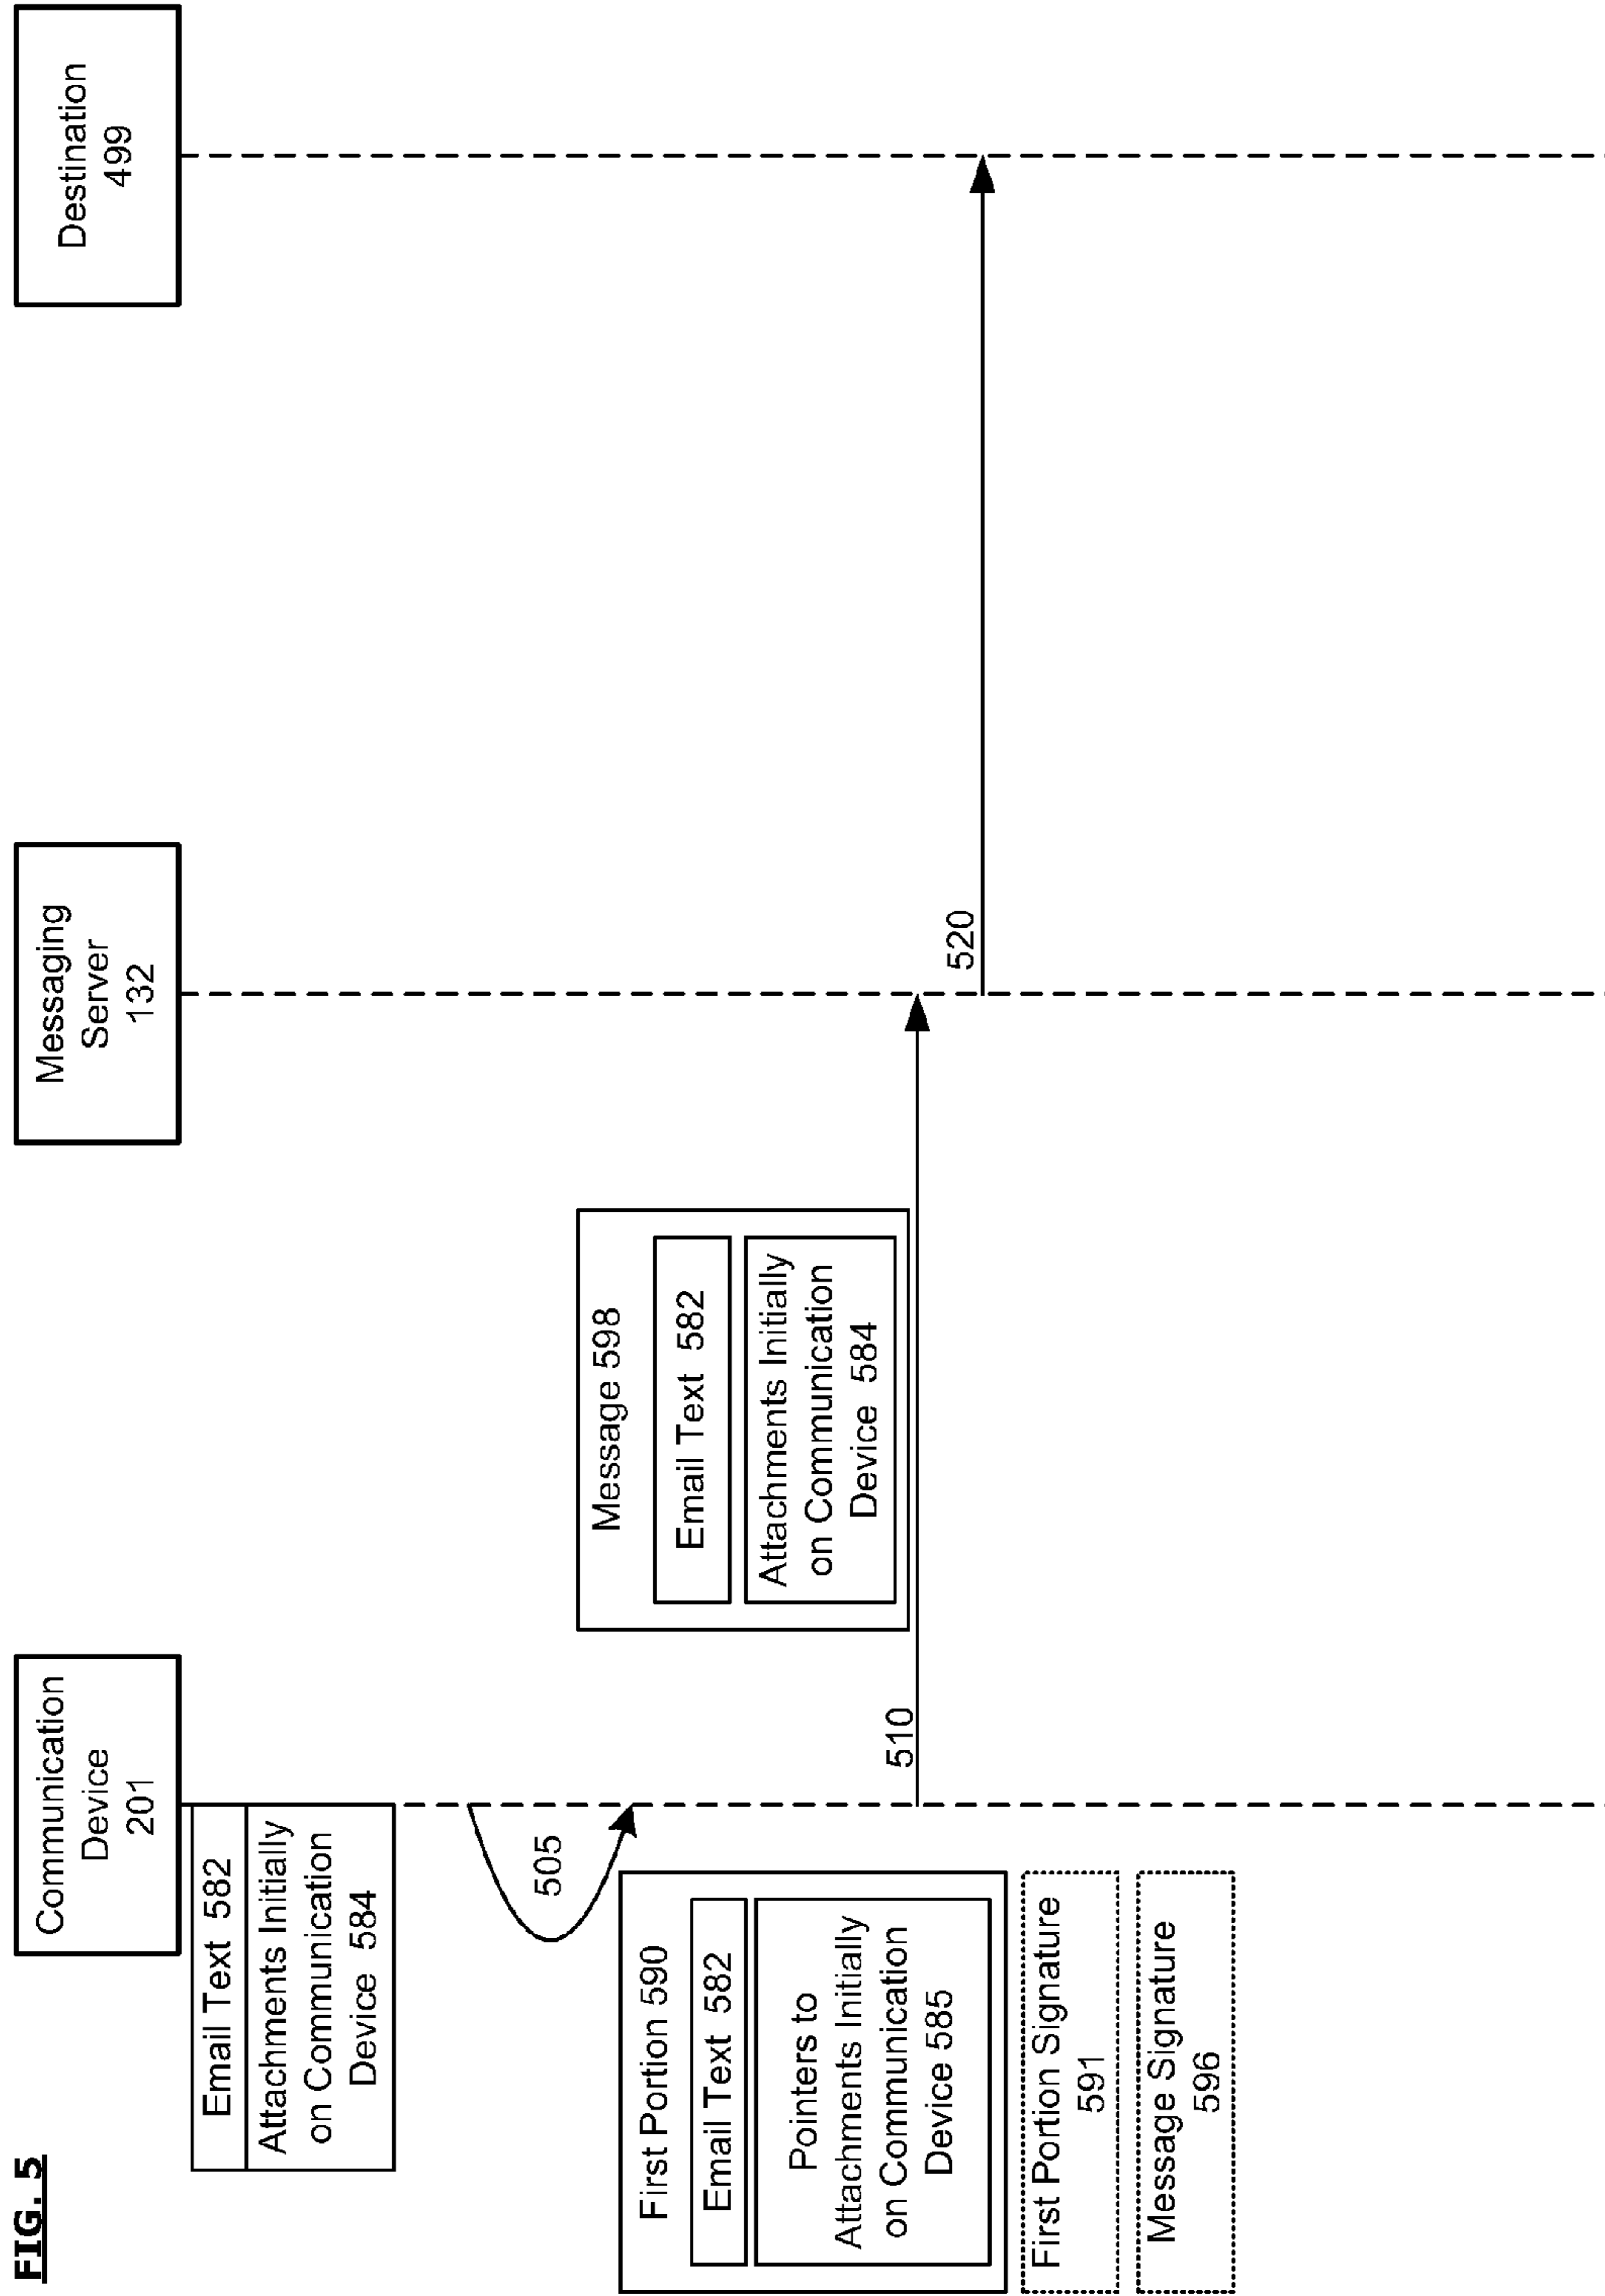 FIG. 5
Communication
Device
201
Messaging
Server
132
Destination
499
Email Text 582
Attachments Initially
on Communication
Device 584
505
First Portion 590
Email Text 582
Pointers to
Attachments Initially
on Communication
Device 585
First Portion Signature
591
Message Signature
596
Message 598
Email Text 582
Attachments Initially
on Communication
Device 584
510
520